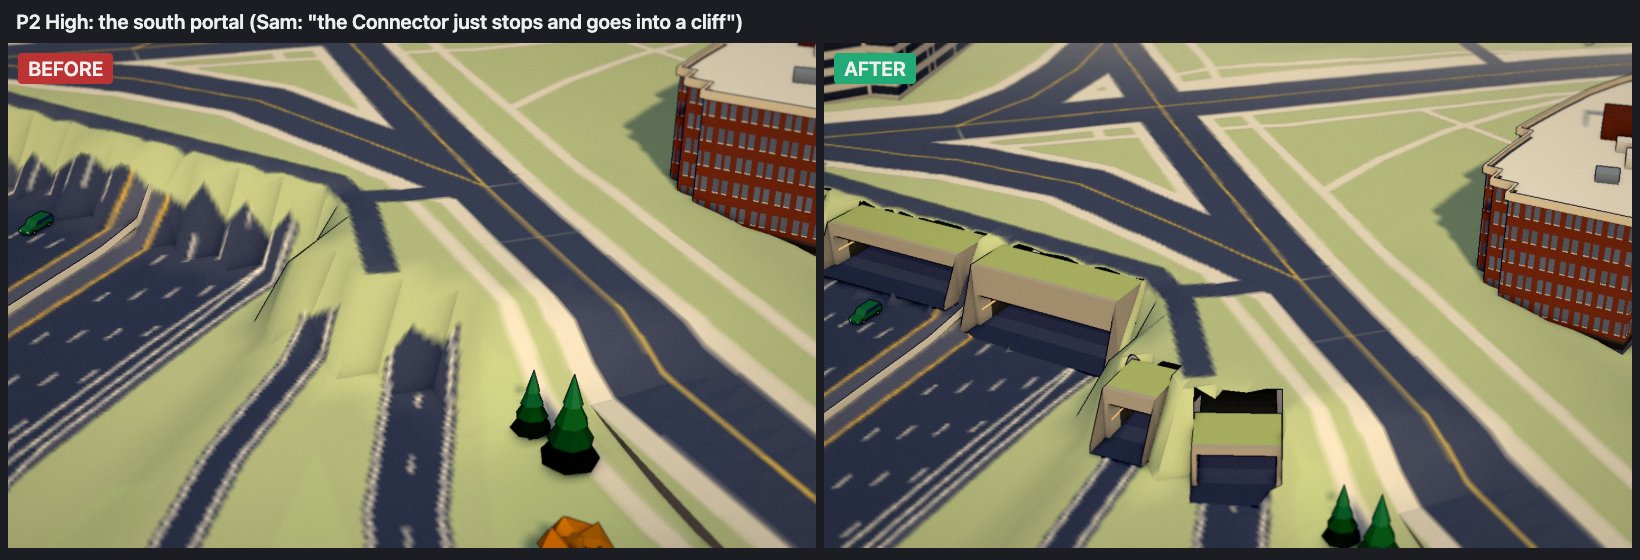 P2 High: the south portal (Sam: "the Connector just stops and goes into a cliff")
BEFORE
AFTER